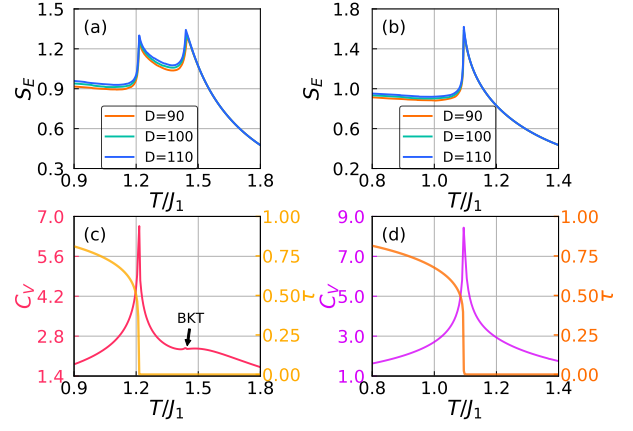 1.5
1.2
0.9
0.6
0.3
S_E
(a)
D=90
D=100
D=110
0.9 1.2 1.5 1.8
T/J_1
1.8
1.4
1.0
0.6
0.2
S_E
(b)
D=90
D=100
D=110
0.8 1.0 1.2 1.4
T/J_1
7.0
5.6
4.2
2.8
1.4
C_V
(c)
BKT
1.00
0.75
0.50
0.25
0.00
τ
0.9 1.2 1.5 1.8
T/J_1
9.0
7.0
5.0
3.0
1.0
C_V
(d)
1.00
0.75
0.50
0.25
0.00
τ
0.8 1.0 1.2 1.4
T/J_1